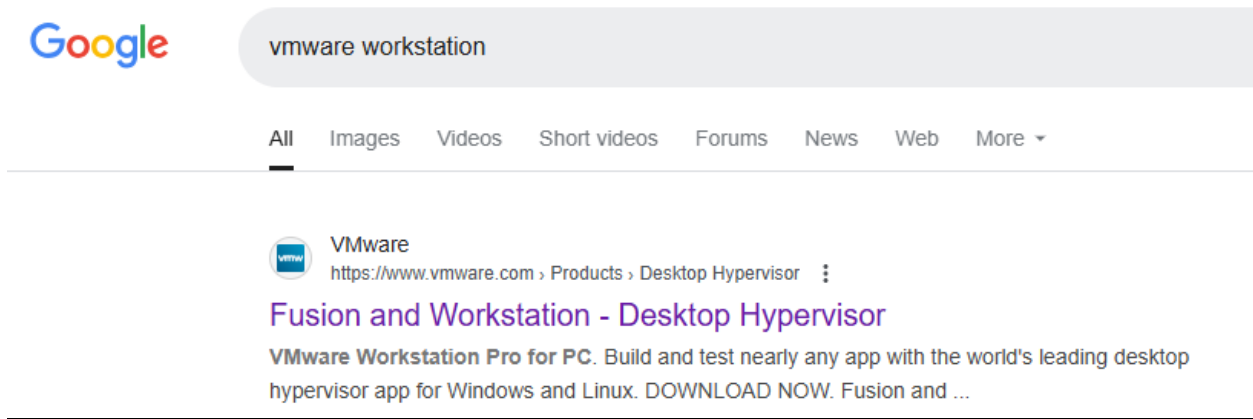 Google
vmware workstation
All Images Videos Short videos Forums News Web More
vmw
VMware
https://www.vmware.com › Products › Desktop Hypervisor
Fusion and Workstation - Desktop Hypervisor
VMware Workstation Pro for PC. Build and test nearly any app with the world's leading desktop
hypervisor app for Windows and Linux. DOWNLOAD NOW. Fusion and ...